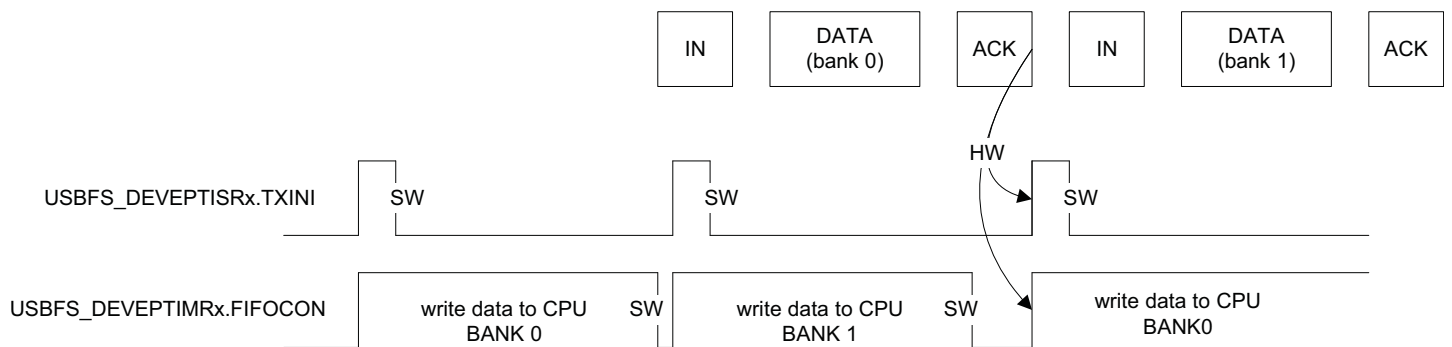 IN
DATA
(bank 0)
ACK
IN
DATA
(bank 1)
ACK
HW
USBFS_DEVEPTISRx.TXINI
SW
SW
SW
USBFS_DEVEPTIMRx.FIFOCON
write data to CPU
BANK 0
SW
write data to CPU
BANK 1
SW
write data to CPU
BANK0